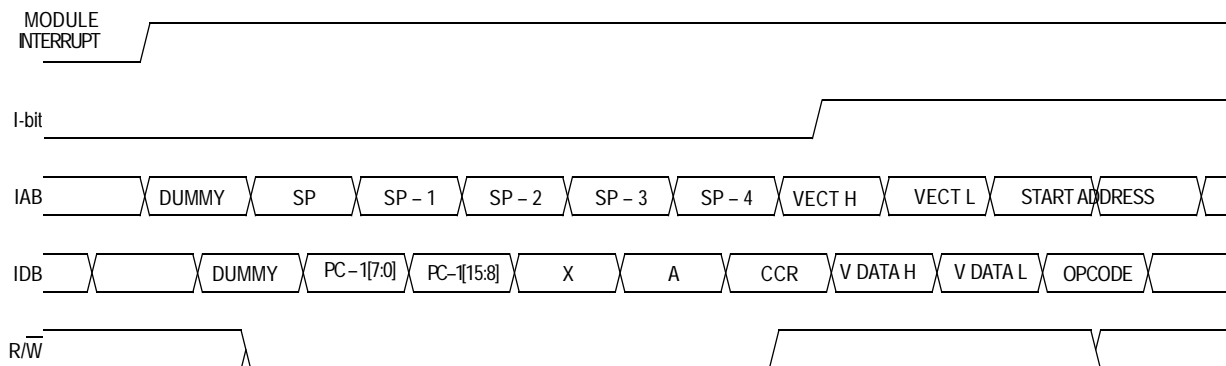 MODULE
INTERRUPT
I-bit
IAB DUMMY SP SP – 1 SP – 2 SP – 3 SP – 4 VECT H VECT L START ADDRESS
IDB DUMMY PC – 1[7:0] PC–1[15:8] X A CCR V DATA H V DATA L OPCODE
R/W̅